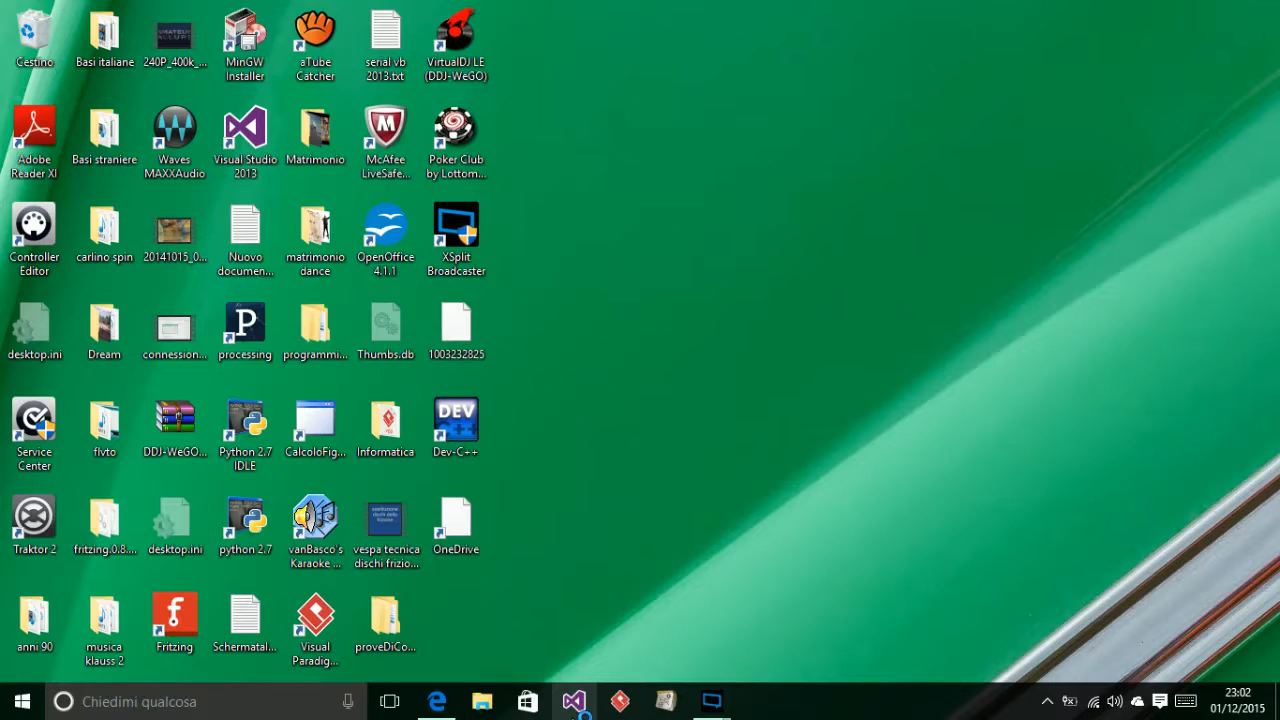 Cestino
Basi italiane
240P_400k_...
MinGW
Installer
aTube
Catcher
serial vb
2013.txt
VirtualDJ LE
(DDJ-WeGO)
Adobe
Reader XI
Basi straniere
Waves
MAXXAudio
Visual Studio
2013
Matrimonio
McAfee
LiveSafe...
Poker Club
by Lottom...
Controller
Editor
carlino spin
20141015_0...
Nuovo
documen...
matrimonio
dance
OpenOffice
4.1.1
XSplit
Broadcaster
desktop.ini
Dream
connession...
P
processing
programmi...
Thumbs.db
1003232825
Service
Center
flvto
DDJ-WeGO...
Python 2.7
IDLE
CalcoloFig...
Informatica
DEV
Dev-C++
Traktor 2
fritzing.0.8....
desktop.ini
python 2.7
vanBasco's
Karaoke ...
vespa tecnica
dischi frizio...
OneDrive
anni 90
musica
klauss 2
Fritzing
Schermatal...
Visual
Paradig...
proveDiCo...
Chiedimi qualcosa
23:02
01/12/2015